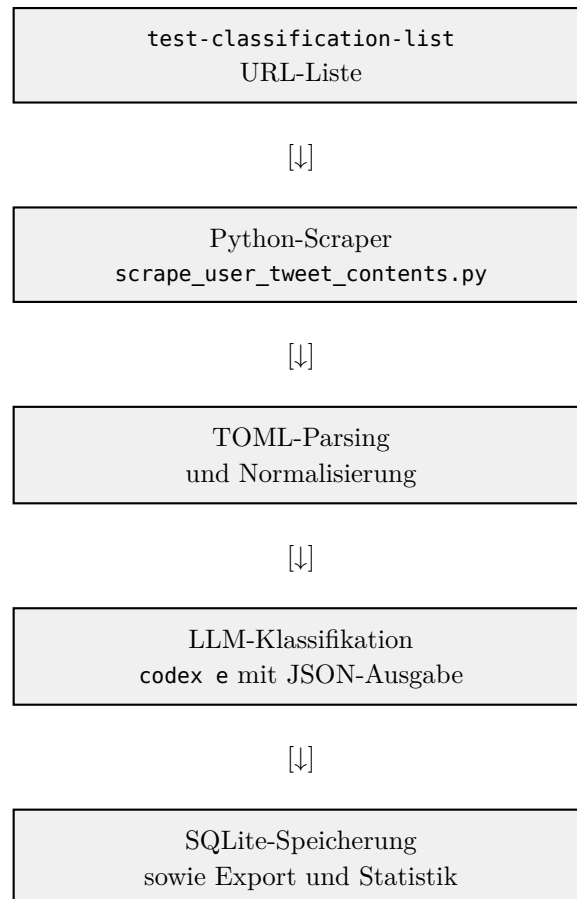 test-classification-list
URL-Liste
[↓]
Python-Scraper
scrape_user_tweet_contents.py
[↓]
TOML-Parsing
und Normalisierung
[↓]
LLM-Klassifikation
codex e mit JSON-Ausgabe
[↓]
SQLite-Speicherung
sowie Export und Statistik